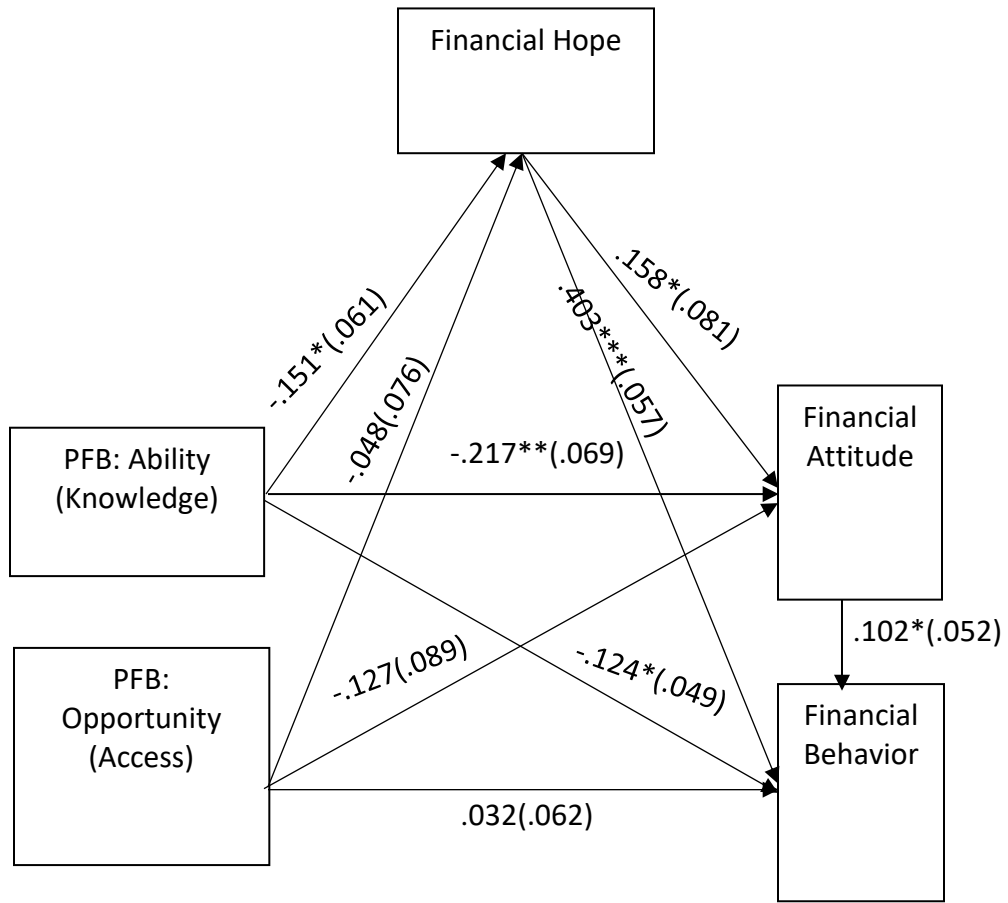 Financial Hope
.158*(.081)
.403***(.057)
-.151*(.061)
-.048(.076)
Financial
Attitude
PFB: Ability
(Knowledge)
-.217**(.069)
.102*(.052)
-.127(.089)
-.124*(.049)
PFB:
Opportunity
(Access)
Financial
Behavior
.032(.062)